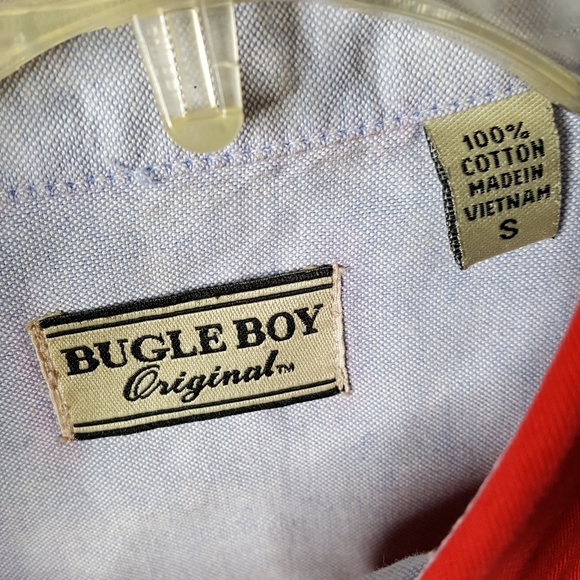 100%
COTTON
MADEIN
VIETNAM
S
BUGLE BOY
Original™